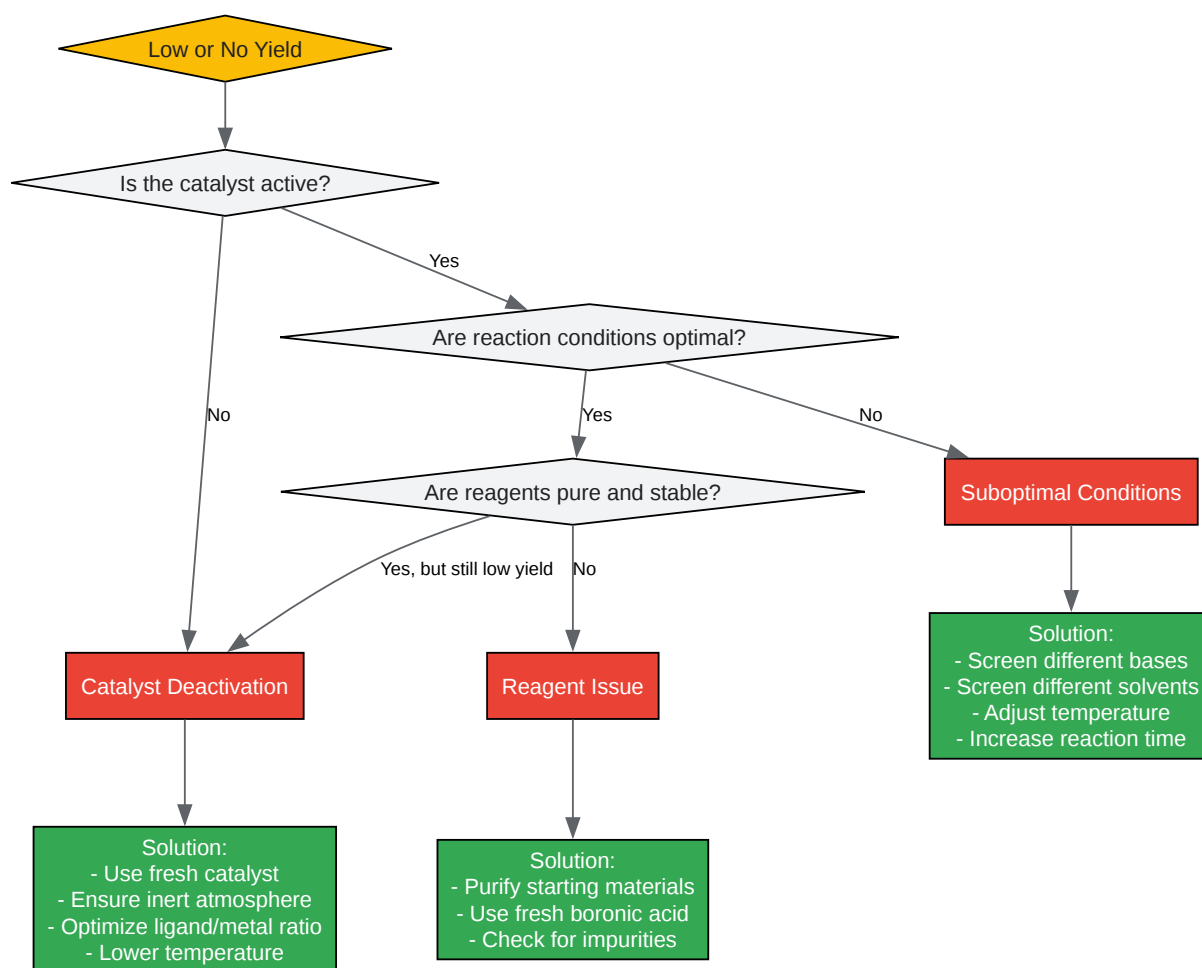 Low or No Yield
Is the catalyst active?
Yes
Are reaction conditions optimal?
No
Yes
No
Are reagents pure and stable?
Suboptimal Conditions
Yes, but still low yield
No
Catalyst Deactivation
Reagent Issue
Solution:
- Screen different bases
- Screen different solvents
- Adjust temperature
- Increase reaction time
Solution:
- Use fresh catalyst
- Ensure inert atmosphere
- Optimize ligand/metal ratio
- Lower temperature
Solution:
- Purify starting materials
- Use fresh boronic acid
- Check for impurities